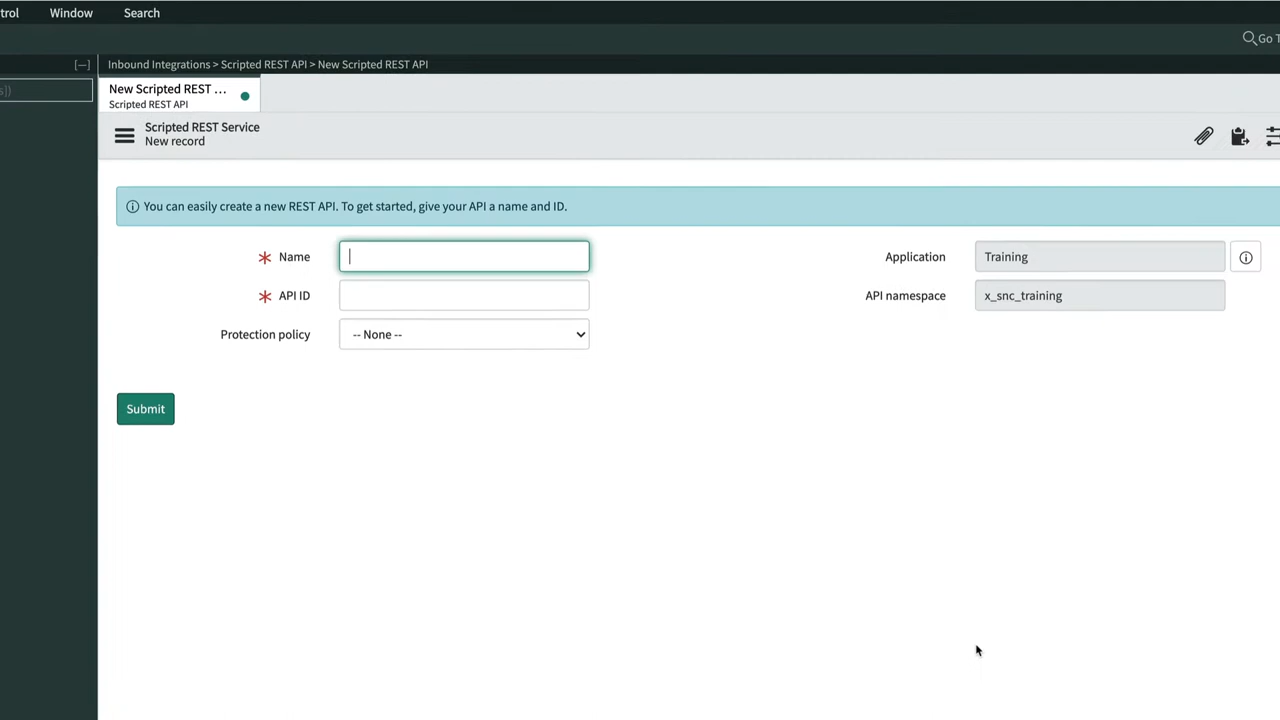 trol Window Search
Go T
s])
[—]
Inbound Integrations > Scripted REST API > New Scripted REST API
New Scripted REST ...
Scripted REST API
Scripted REST Service
New record
You can easily create a new REST API. To get started, give your API a name and ID.
Name
Application Training
API ID
API namespace x_snc_training
Protection policy -- None --
Submit